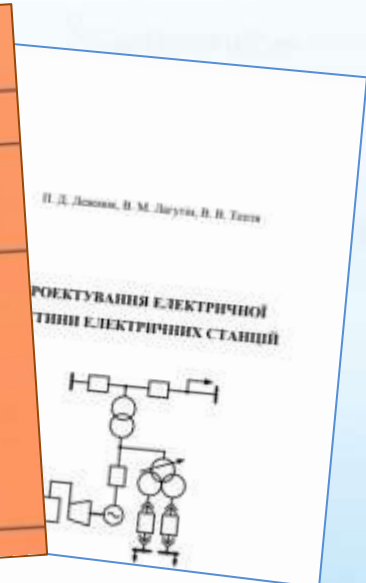 П. Д. Лежнюк, В. М. Лагутін, В. В. Тептя
РОЕКТУВАННЯ ЕЛЕКТРИЧНОЇ
ТИНИ ЕЛЕКТРИЧНИХ СТАНЦІЙ